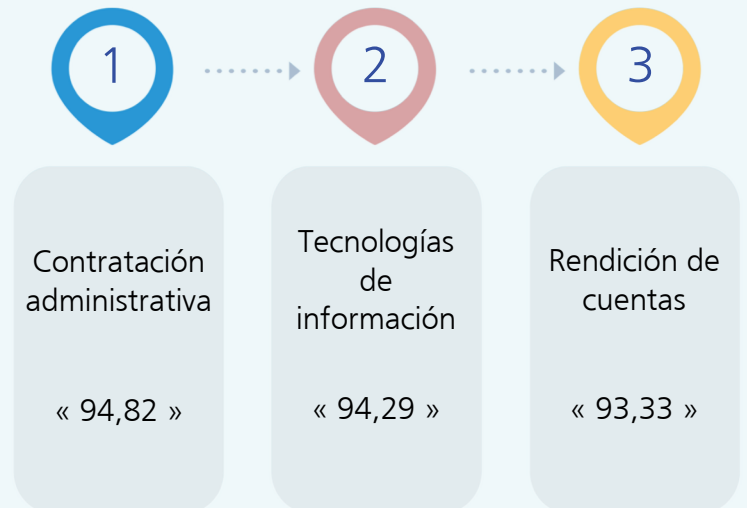 1
2
3
Contratación
administrativa
« 94,82 »
Tecnologías
de
información
« 94,29 »
Rendición de
cuentas
« 93,33 »